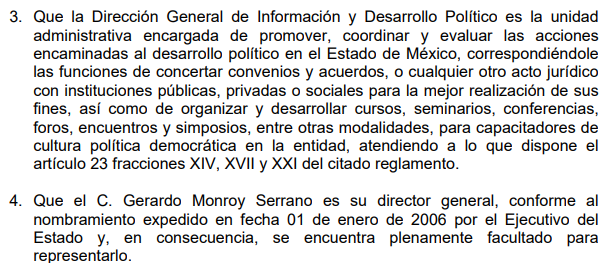 3. Que la Dirección General de Información y Desarrollo Político es la unidad
administrativa encargada de promover, coordinar y evaluar las acciones
encaminadas al desarrollo político en el Estado de México, correspondiéndole
las funciones de concertar convenios y acuerdos, o cualquier otro acto jurídico
con instituciones públicas, privadas o sociales para la mejor realización de sus
fines, así como de organizar y desarrollar cursos, seminarios, conferencias,
foros, encuentros y simposios, entre otras modalidades, para capacitadores de
cultura política democrática en la entidad, atendiendo a lo que dispone el
artículo 23 fracciones XIV, XVII y XXI del citado reglamento.
4. Que el C. Gerardo Monroy Serrano es su director general, conforme al
nombramiento expedido en fecha 01 de enero de 2006 por el Ejecutivo del
Estado y, en consecuencia, se encuentra plenamente facultado para
representarlo.